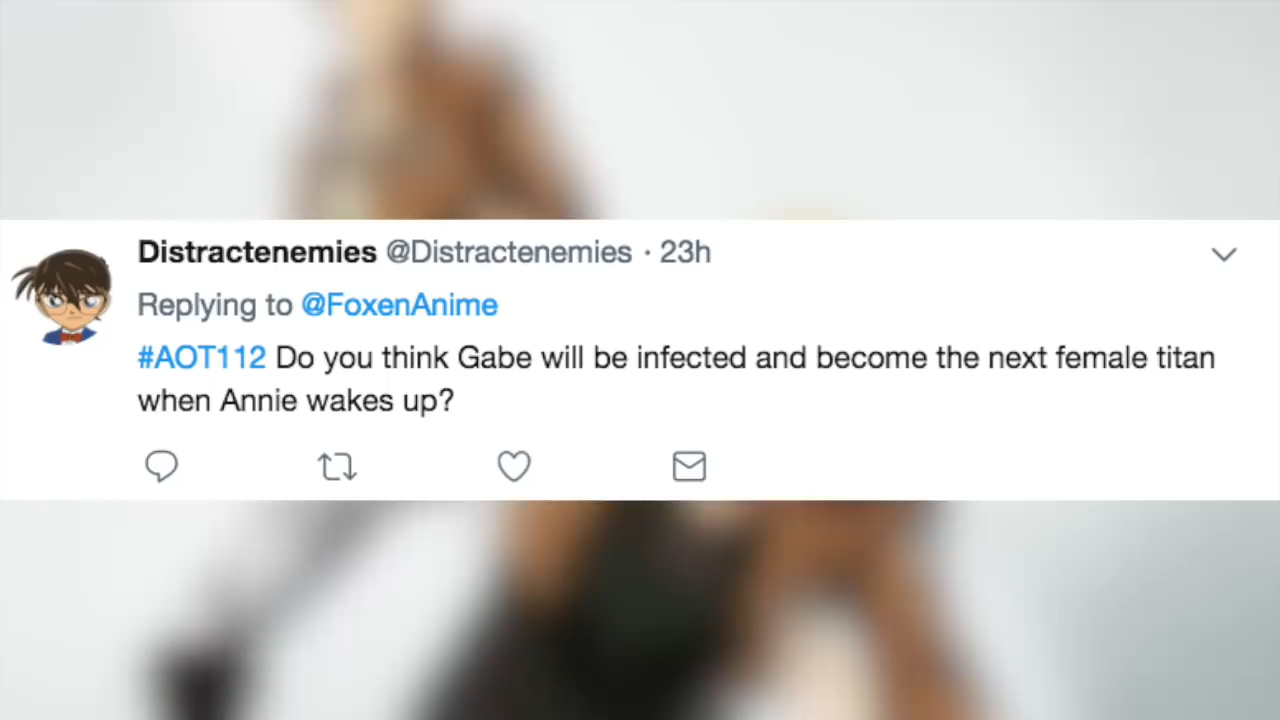 Distractenemies @Distractenemies · 23h
Replying to @FoxenAnime
#AOT112 Do you think Gabe will be infected and become the next female titan
when Annie wakes up?